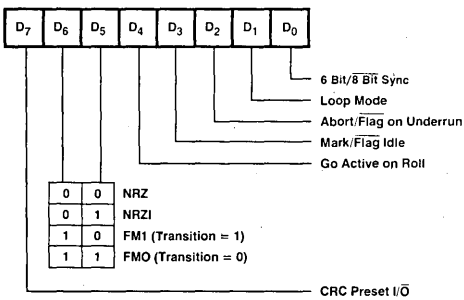 D7 D6 D5 D4 D3 D2 D1 D0
6 Bit/8 Bit Sync
Loop Mode
Abort/Flag on Underrun
Mark/Flag Idle
Go Active on Roll
0 0 NRZ
0 1 NRZI
1 0 FM1 (Transition = 1)
1 1 FMO (Transition = 0)
CRC Preset I/O